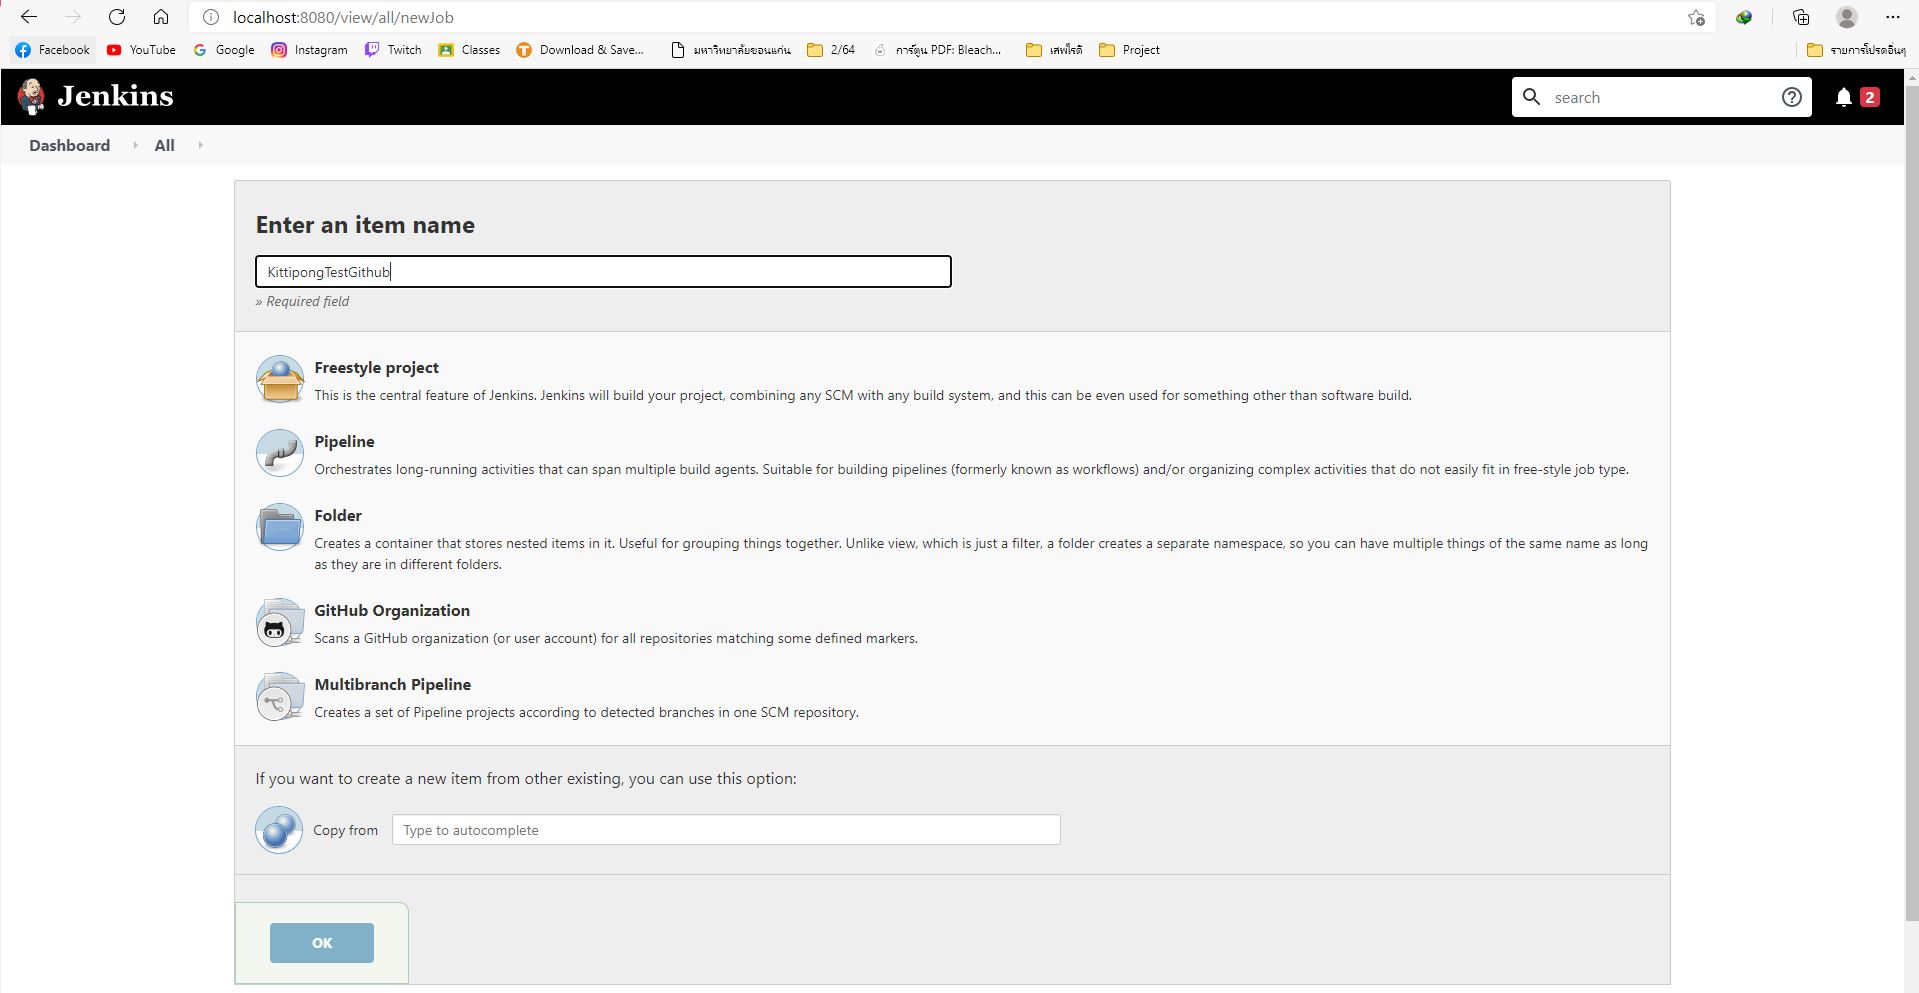 localhost:8080/view/all/newJob
Facebook YouTube Google Instagram Twitch Classes Download & Save... มหาวิทยาลัยขอนแก่น 2/64 การ์ตูน PDF: Bleach... เสพไรดี Project รายการโปรดอื่นๆ
Jenkins search 2
Dashboard All
Enter an item name
KittipongTestGithub
» Required field
Freestyle project
This is the central feature of Jenkins. Jenkins will build your project, combining any SCM with any build system, and this can be even used for something other than software build.
Pipeline
Orchestrates long-running activities that can span multiple build agents. Suitable for building pipelines (formerly known as workflows) and/or organizing complex activities that do not easily fit in free-style job type.
Folder
Creates a container that stores nested items in it. Useful for grouping things together. Unlike view, which is just a filter, a folder creates a separate namespace, so you can have multiple things of the same name as long
as they are in different folders.
GitHub Organization
Scans a GitHub organization (or user account) for all repositories matching some defined markers.
Multibranch Pipeline
Creates a set of Pipeline projects according to detected branches in one SCM repository.
If you want to create a new item from other existing, you can use this option:
Copy from Type to autocomplete
OK